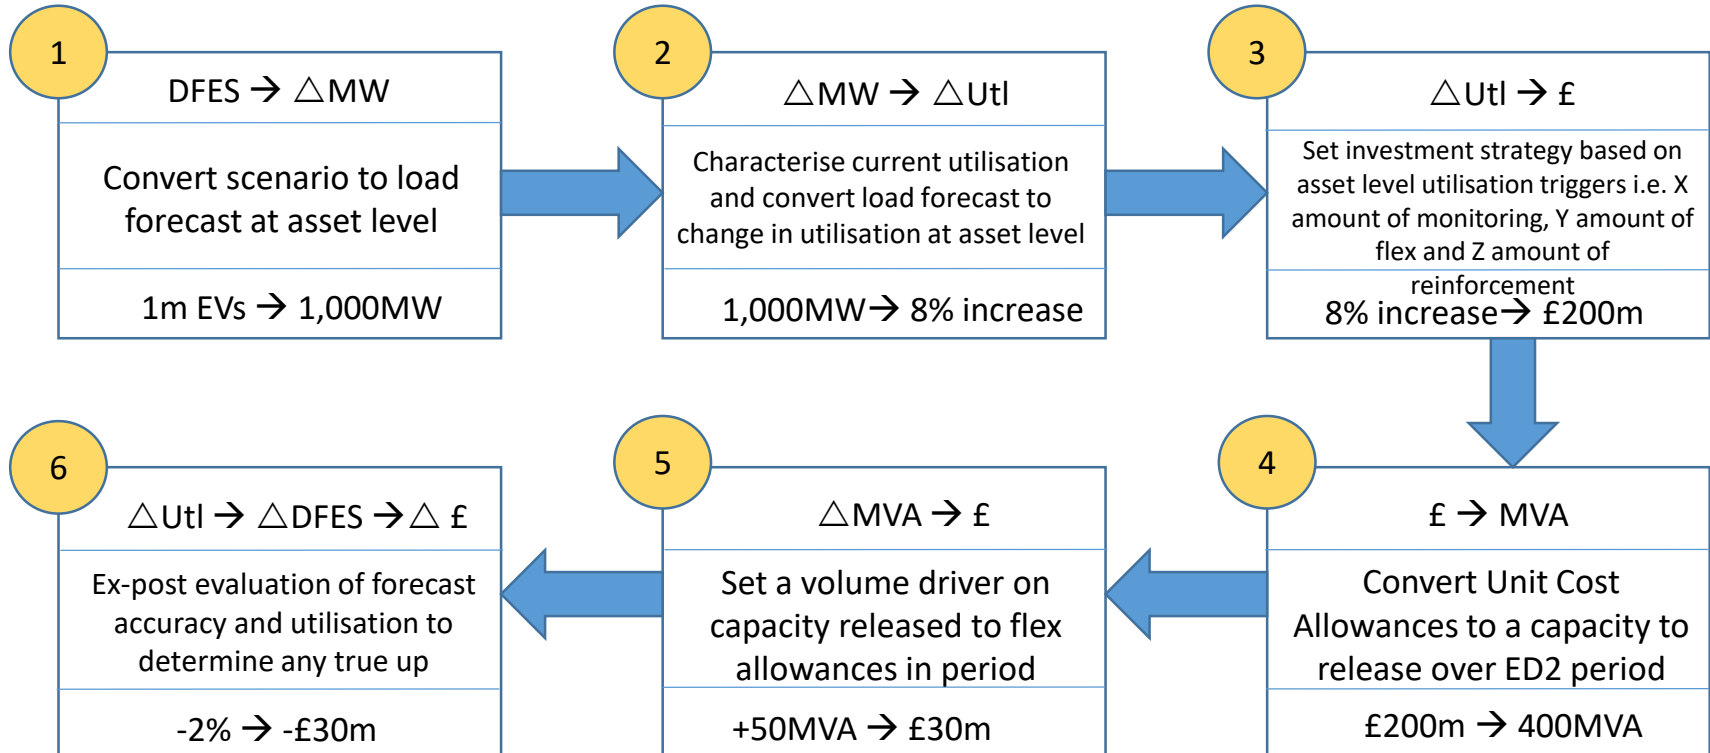 1
DFES → △MW
Convert scenario to load
forecast at asset level
1m EVs → 1,000MW
2
△MW → △Utl
Characterise current utilisation
and convert load forecast to
change in utilisation at asset level
1,000MW → 8% increase
3
△Utl → £
Set investment strategy based on
asset level utilisation triggers i.e. X
amount of monitoring, Y amount of
flex and Z amount of
reinforcement
8% increase → £200m
4
£ → MVA
Convert Unit Cost
Allowances to a capacity to
release over ED2 period
£200m → 400MVA
5
△MVA → £
Set a volume driver on
capacity released to flex
allowances in period
+50MVA → £30m
6
△Utl → △DFES → △ £
Ex-post evaluation of forecast
accuracy and utilisation to
determine any true up
-2% → -£30m